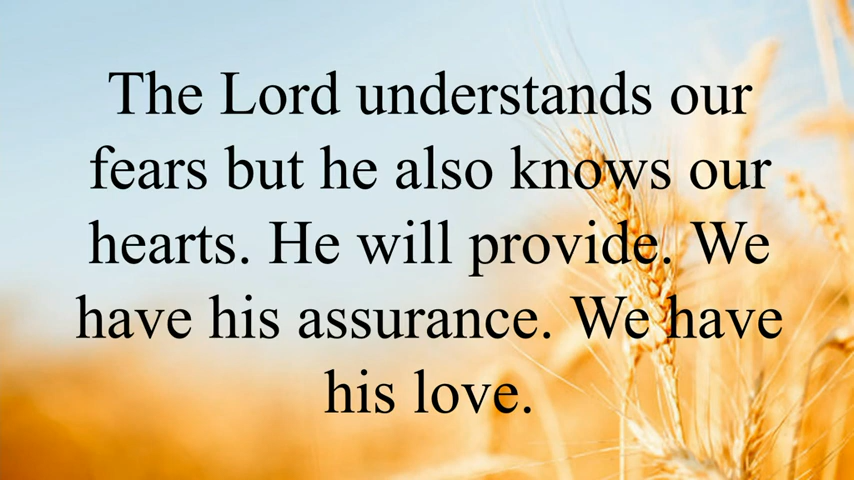 The Lord understands our
fears but he also knows our
hearts. He will provide. We
have his assurance. We have
his love.